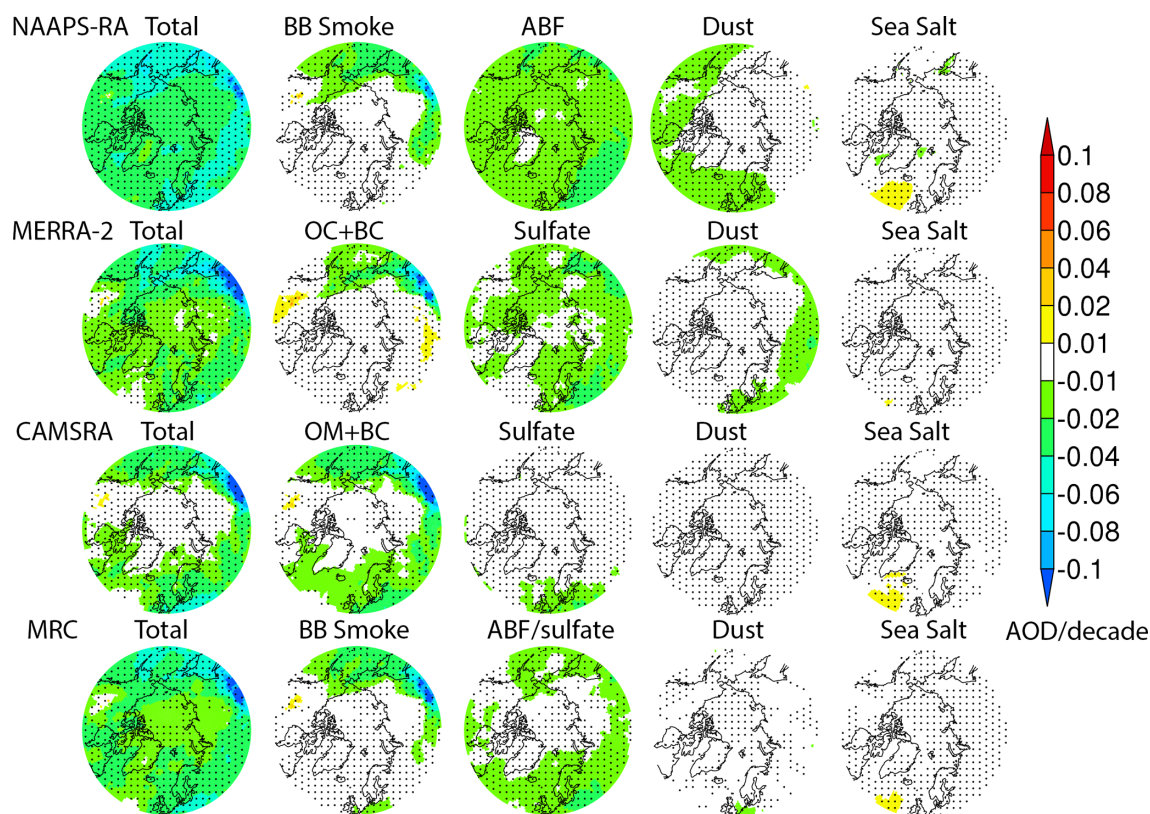 NAAPS-RA Total BB Smoke ABF Dust Sea Salt
MERRA-2 Total OC+BC Sulfate Dust Sea Salt
CAMSRA Total OM+BC Sulfate Dust Sea Salt
MRC Total BB Smoke ABF/sulfate Dust Sea Salt
0.1
0.08
0.06
0.04
0.02
0.01
-0.01
-0.02
-0.04
-0.06
-0.08
-0.1
AOD/decade